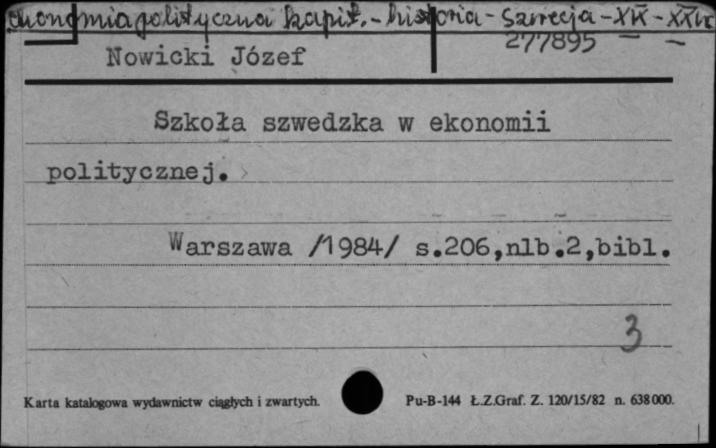 ekonomia polityczna kapit. - historia - Szwecja - XIX - XX w
277895
Nowicki Józef
Szkoła szwedzka w ekonomii
politycznej.
Warszawa /1984/ s.206,nlb.2,bibl.
3
Karta katalogowa wydawnictw ciągłych i zwartych. Pu-B-144 Ł.Z.Graf. Z. 120/15/82 n. 638000.